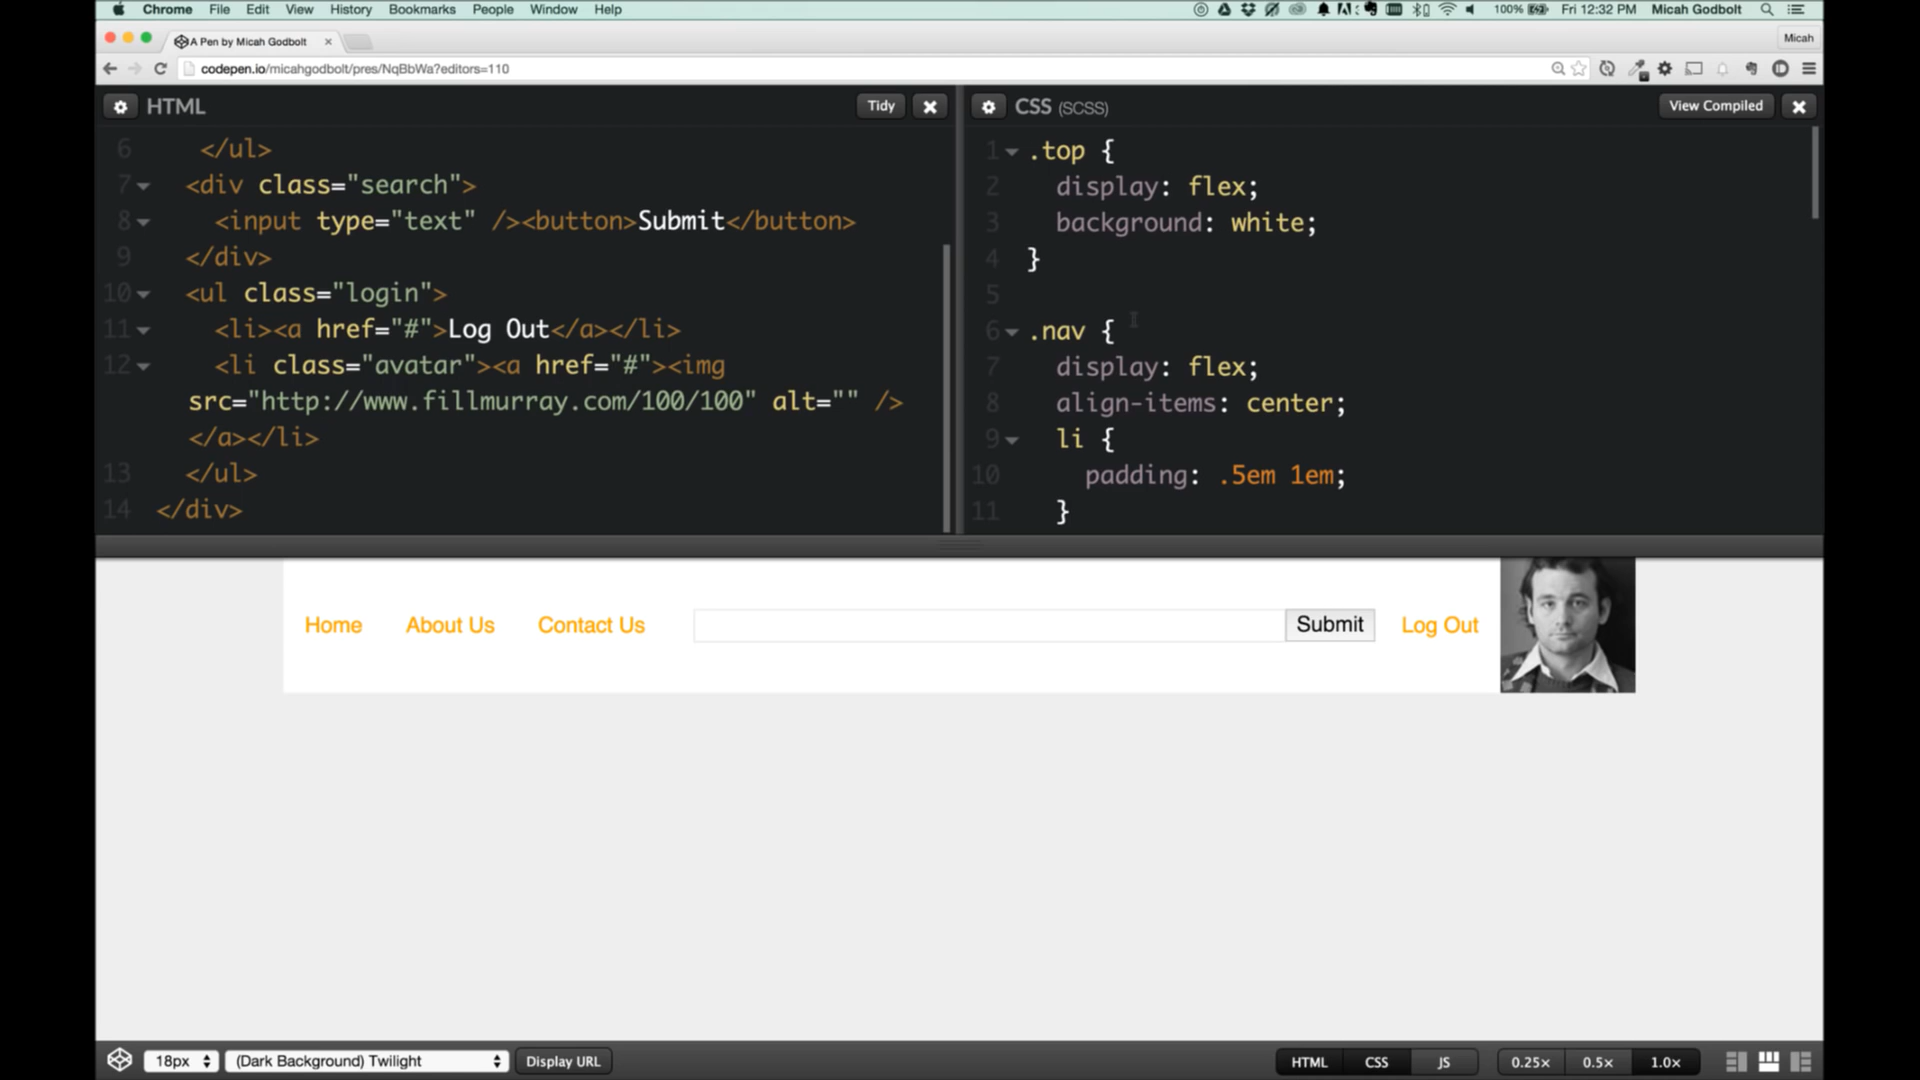 Chrome File Edit View History Bookmarks People Window Help
100% Fri 12:32 PM Micah Godbolt
A Pen by Micah Godbolt
Micah
codepen.io/micahgodbolt/pres/NqBbWa?editors=110
HTML Tidy
CSS (SCSS) View Compiled
6 </ul>
7 <div class="search">
8 <input type="text" /><button>Submit</button>
9 </div>
10 <ul class="login">
11 <li><a href="#">Log Out</a></li>
12 <li class="avatar"><a href="#"><img
src="http://www.fillmurray.com/100/100" alt="" />
</a></li>
13 </ul>
14 </div>
1 .top {
2 display: flex;
3 background: white;
4 }
5
6 .nav {
7 display: flex;
8 align-items: center;
9 li {
10 padding: .5em 1em;
11 }
Home About Us Contact Us Submit Log Out
18px (Dark Background) Twilight Display URL HTML CSS JS 0.25× 0.5× 1.0×